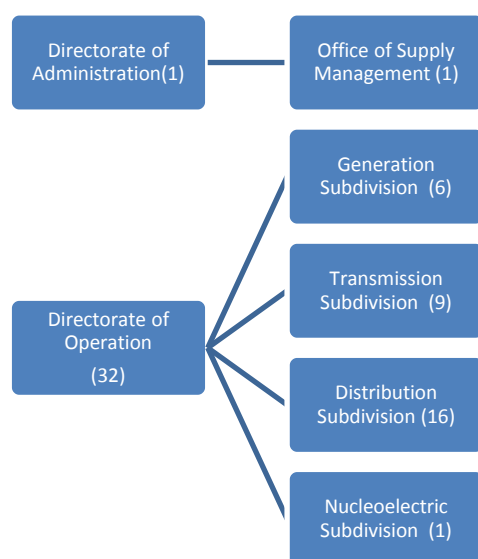 Directorate of
Administration(1)
Office of Supply
Management (1)
Generation
Subdivision (6)
Transmission
Subdivision (9)
Directorate of
Operation
(32)
Distribution
Subdivision (16)
Nucleoelectric
Subdivision (1)